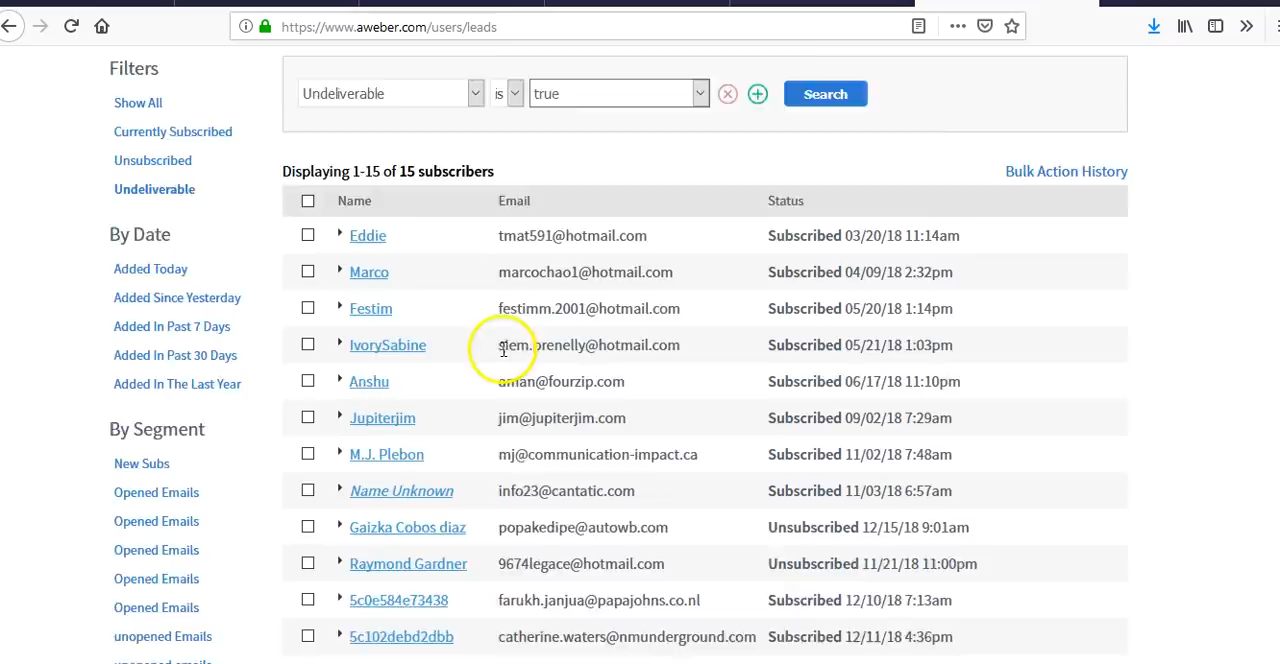 https://www.aweber.com/users/leads
Filters
Show All
Currently Subscribed
Unsubscribed
Undeliverable
By Date
Added Today
Added Since Yesterday
Added In Past 7 Days
Added In Past 30 Days
Added In The Last Year
By Segment
New Subs
Opened Emails
Opened Emails
Opened Emails
Opened Emails
Opened Emails
unopened Emails
Undeliverable is true Search
Displaying 1-15 of 15 subscribers Bulk Action History
Name Email Status
Eddie tmat591@hotmail.com Subscribed 03/20/18 11:14am
Marco marcochao1@hotmail.com Subscribed 04/09/18 2:32pm
Festim festimm.2001@hotmail.com Subscribed 05/20/18 1:14pm
IvorySabine Subscribed 05/21/18 1:03pm
Anshu aman@fourzip.com Subscribed 06/17/18 11:10pm
Jupiterjim jim@jupiterjim.com Subscribed 09/02/18 7:29am
M.J. Plebon mj@communication-impact.ca Subscribed 11/02/18 7:48am
Name Unknown info23@cantatic.com Subscribed 11/03/18 6:57am
Gaizka Cobos diaz popakedipe@autowb.com Unsubscribed 12/15/18 9:01am
Raymond Gardner 9674legace@hotmail.com Unsubscribed 11/21/18 11:00pm
5c0e584e73438 farukh.janjua@papajohns.co.nl Subscribed 12/10/18 7:13am
5c102debd2dbb catherine.waters@nmunderground.com Subscribed 12/11/18 4:36pm